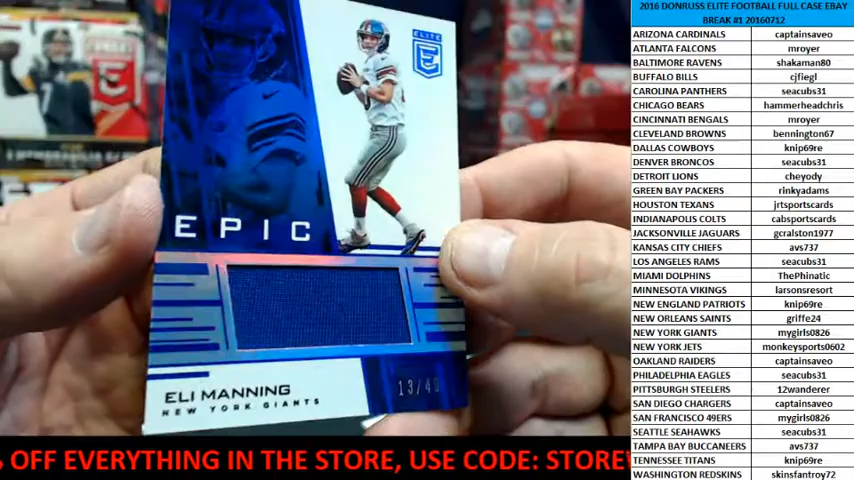 ELITE
E
EPIC
ELI MANNING
NEW YORK GIANTS
13/40
OFF EVERYTHING IN THE STORE, USE CODE: STORE
2016 DONRUSS ELITE FOOTBALL FULL CASE EBAY
BREAK #1 20160712
ARIZONA CARDINALS captainsaveo
ATLANTA FALCONS mroyer
BALTIMORE RAVENS shakaman80
BUFFALO BILLS cjfiegl
CAROLINA PANTHERS seacubs31
CHICAGO BEARS hammerheadchris
CINCINNATI BENGALS mroyer
CLEVELAND BROWNS bennington67
DALLAS COWBOYS knip69re
DENVER BRONCOS seacubs31
DETROIT LIONS cheyody
GREEN BAY PACKERS rinkyadams
HOUSTON TEXANS jrtsportscards
INDIANAPOLIS COLTS cabsportscards
JACKSONVILLE JAGUARS gcralston1977
KANSAS CITY CHIEFS avs737
LOS ANGELES RAMS seacubs31
MIAMI DOLPHINS ThePhinatic
MINNESOTA VIKINGS larsonsresort
NEW ENGLAND PATRIOTS knip69re
NEW ORLEANS SAINTS griffe24
NEW YORK GIANTS mygirls0826
NEW YORK JETS monkeysports0602
OAKLAND RAIDERS captainsaveo
PHILADELPHIA EAGLES seacubs31
PITTSBURGH STEELERS 12wanderer
SAN DIEGO CHARGERS captainsaveo
SAN FRANCISCO 49ERS mygirls0826
SEATTLE SEAHAWKS seacubs31
TAMPA BAY BUCCANEERS avs737
TENNESSEE TITANS knip69re
WASHINGTON REDSKINS skinsfantroy72